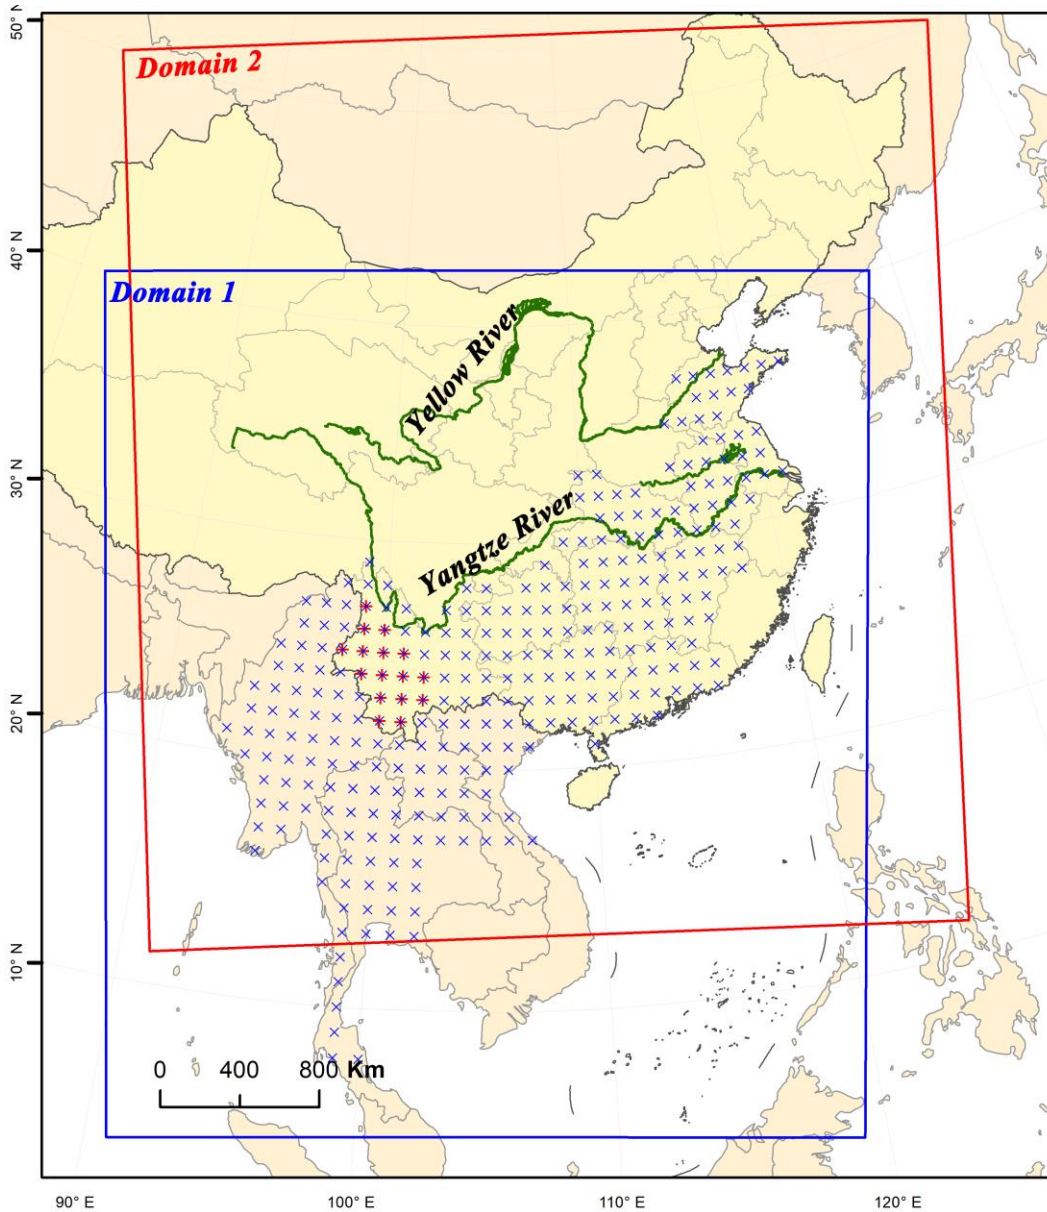 50° N
Domain 2
40° N
Domain 1
Yellow River
30° N
Yangtze River
20° N
10° N
0 400 800 Km
90° E 100° E 110° E 120° E